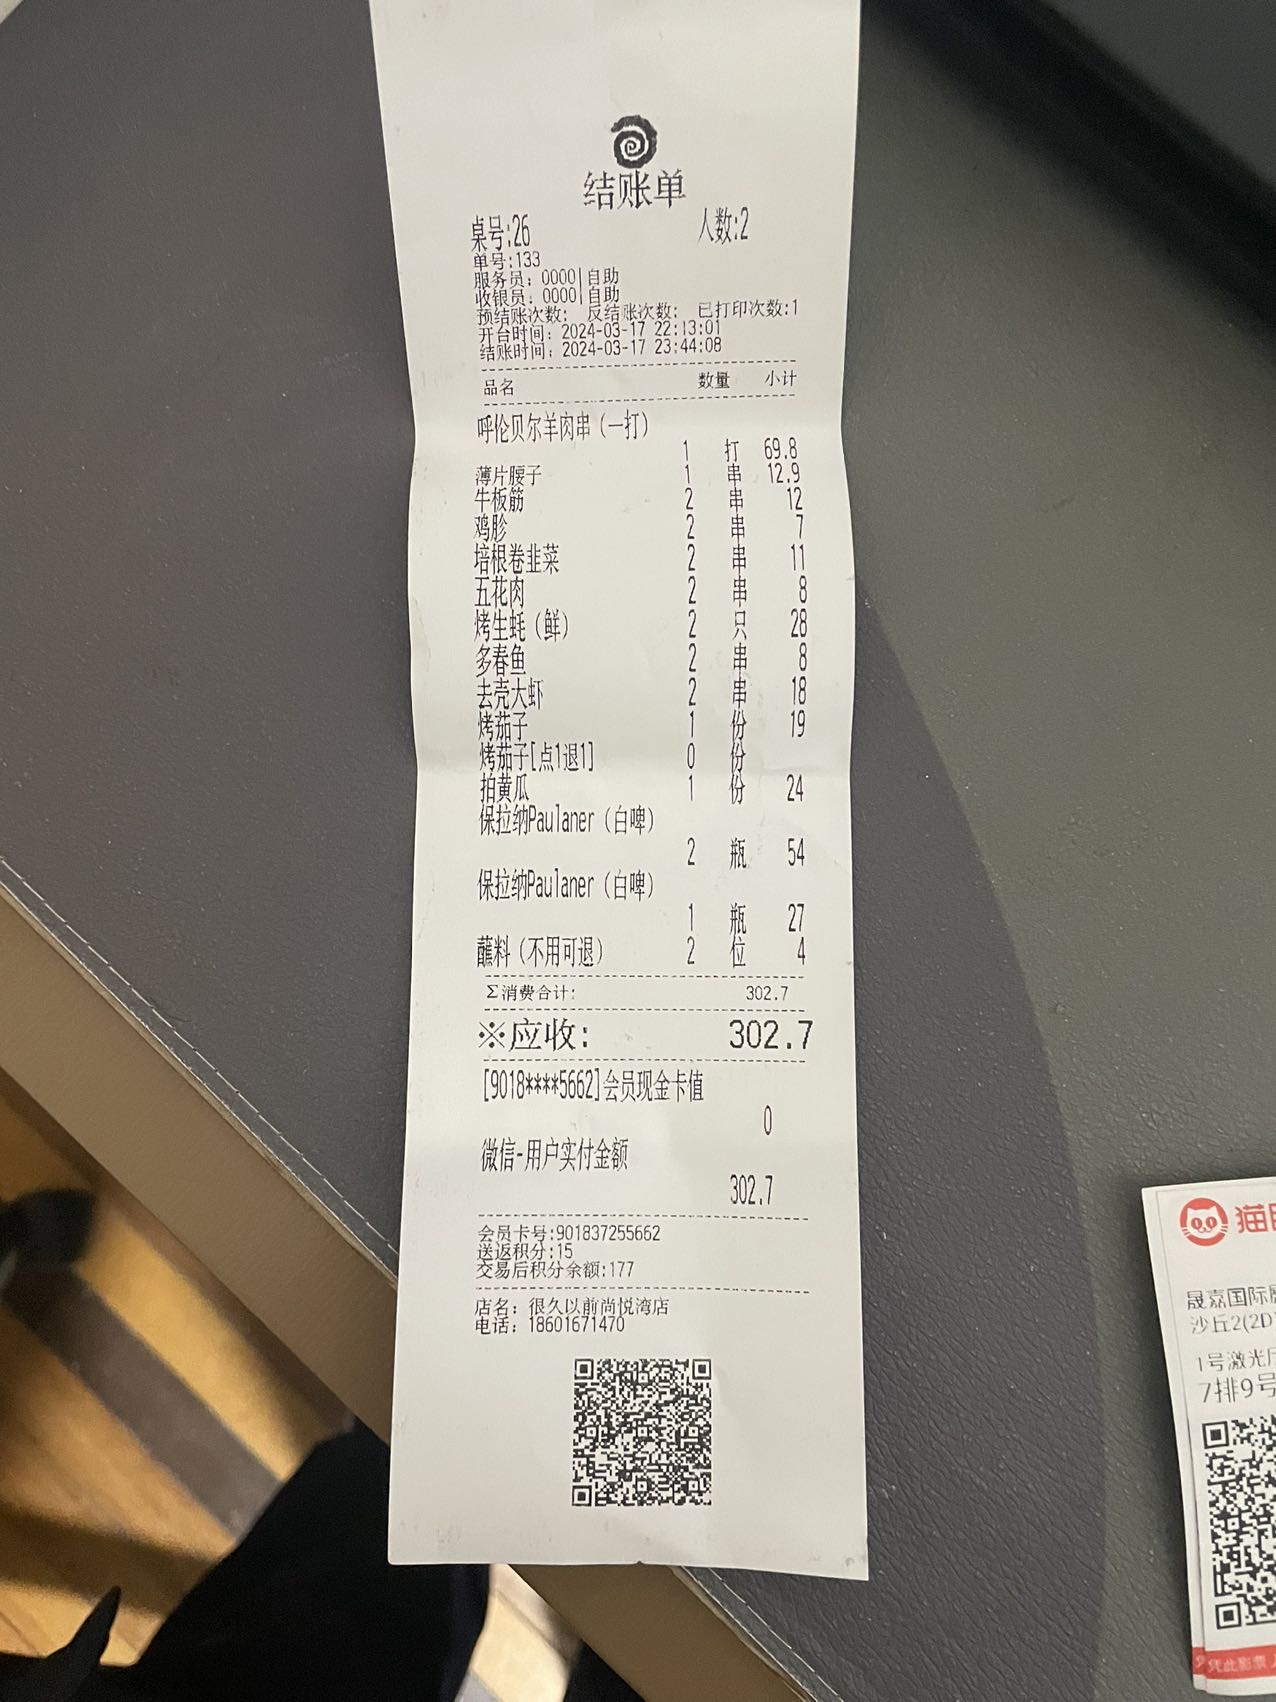 结账单
桌号:26 人数:2
单号:133
服务员: 0000|自助
收银员: 0000|自助
预结账次数: 反结账次数: 已打印次数:1
开台时间: 2024-03-17 22:13:01
结账时间: 2024-03-17 23:44:08
品名 数量 小计
呼伦贝尔羊肉串(一打)
1 打 69.8
薄片腰子 1 串 12.9
牛板筋 2 串 12
鸡胗 2 串 7
培根卷韭菜 2 串 11
五花肉 2 串 8
烤生蚝(鲜) 2 只 28
多春鱼 2 串 8
去壳大虾 2 串 18
烤茄子 1 份 19
烤茄子[点1退1] 0 份
拍黄瓜 1 份 24
保拉纳Paulaner(白啤)
2 瓶 54
保拉纳Paulaner(白啤)
1 瓶 27
蘸料(不用可退) 2 位 4
Σ消费合计: 302.7
※应收: 302.7
[9018****5662]会员现金卡值
0
微信-用户实付金额
302.7
会员卡号:901837255662
送返积分:15
交易后积分余额:177
店名: 很久以前尚悦湾店
电话: 18601671470
猫
晟嘉国际
沙丘2(2D
1号激光
7排9号
凭此影票